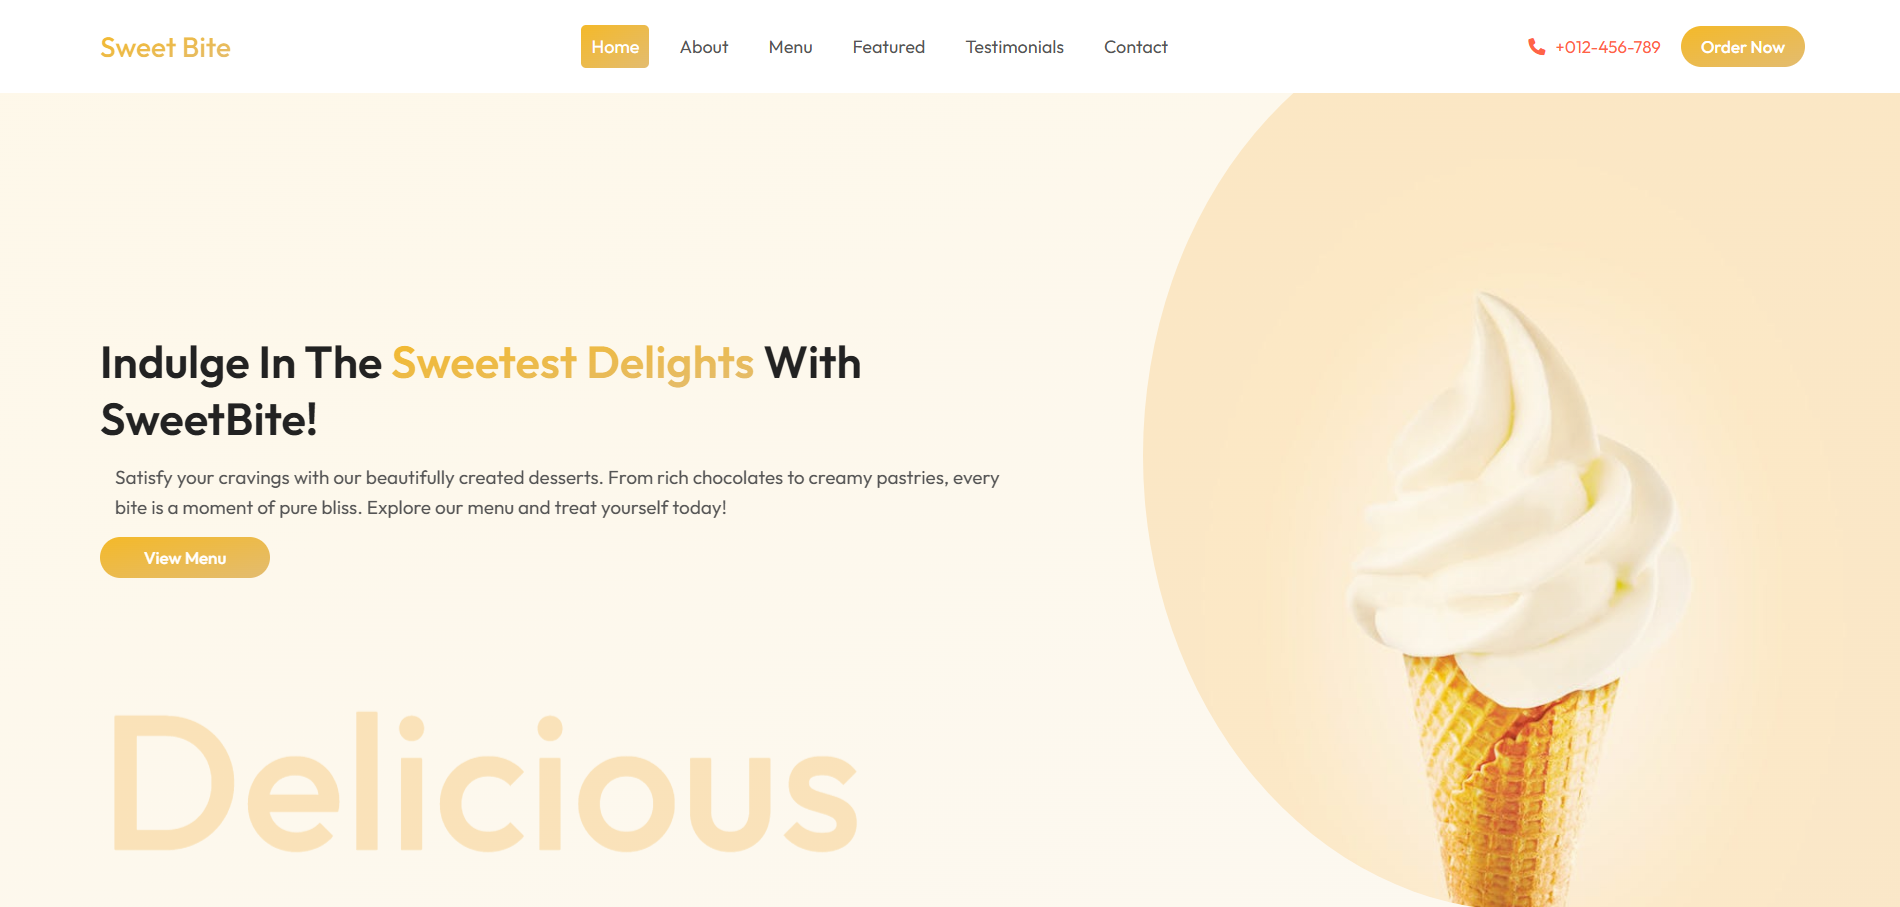 Sweet Bite
Home About Menu Featured Testimonials Contact
+012-456-789
Order Now
Indulge In The Sweetest Delights With
SweetBite!
Satisfy your cravings with our beautifully created desserts. From rich chocolates to creamy pastries, every
bite is a moment of pure bliss. Explore our menu and treat yourself today!
View Menu
Delicious